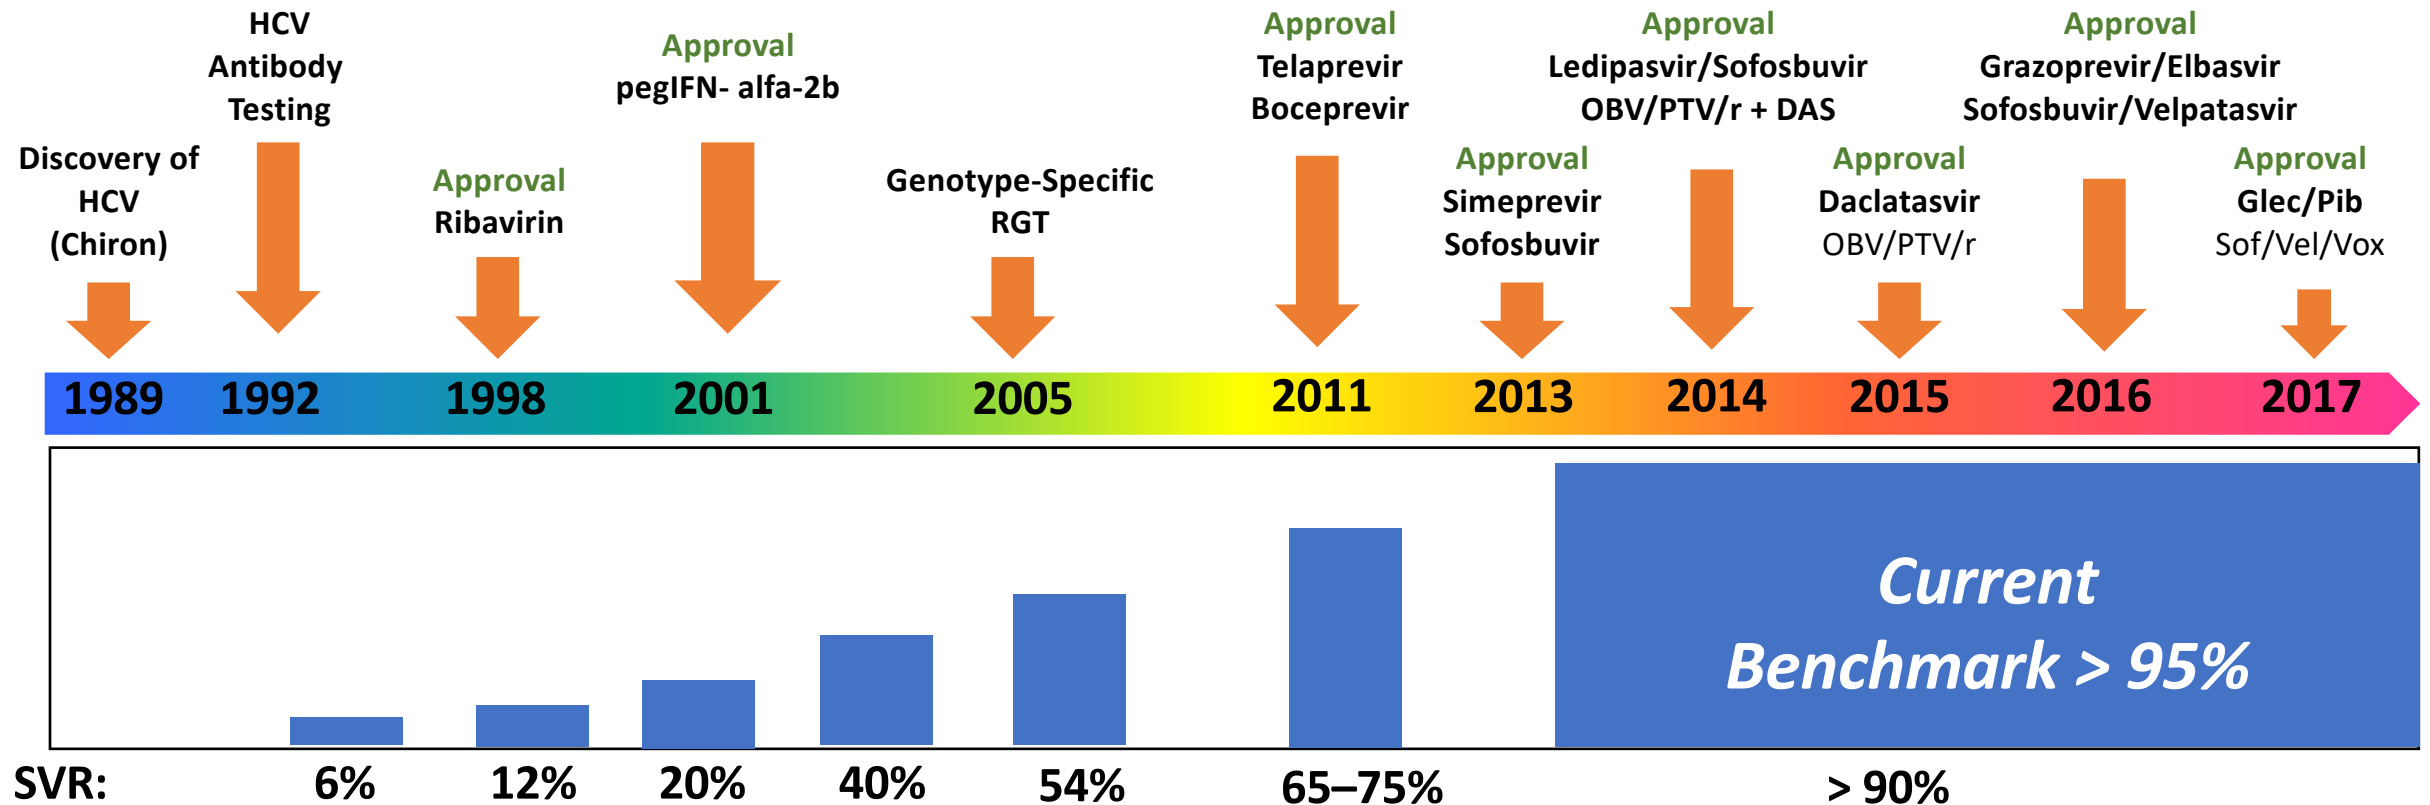 Discovery of
HCV
(Chiron)
HCV
Antibody
Testing
Approval
Ribavirin
Approval
pegIFN- alfa-2b
Genotype-Specific
RGT
Approval
Telaprevir
Boceprevir
Approval
Simeprevir
Sofosbuvir
Approval
Ledipasvir/Sofosbuvir
OBV/PTV/r + DAS
Approval
Daclatasvir
OBV/PTV/r
Approval
Grazoprevir/Elbasvir
Sofosbuvir/Velpatasvir
Approval
Glec/Pib
Sof/Vel/Vox
1989 1992 1998 2001 2005 2011 2013 2014 2015 2016 2017
Current
Benchmark > 95%
SVR: 6% 12% 20% 40% 54% 65–75% > 90%